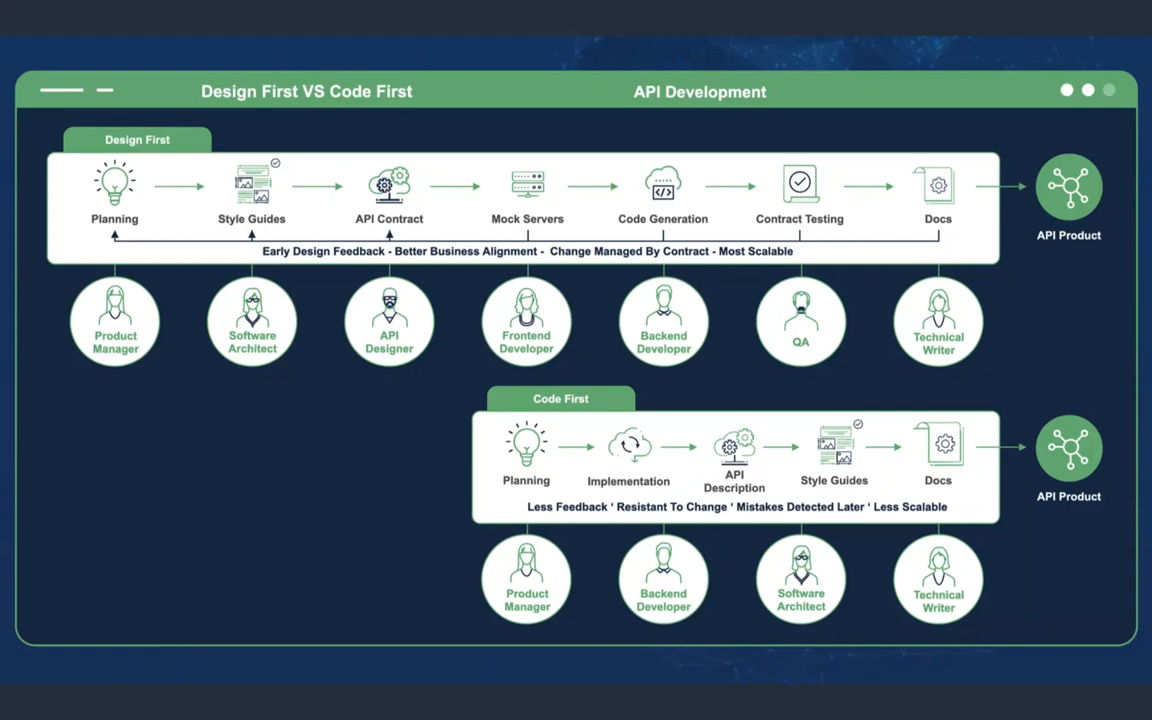 Design First VS Code First
API Development
Design First
Planning
Style Guides
API Contract
Mock Servers
Code Generation
Contract Testing
Docs
API Product
Early Design Feedback - Better Business Alignment - Change Managed By Contract - Most Scalable
Product
Manager
Software
Architect
API
Designer
Frontend
Developer
Backend
Developer
QA
Technical
Writer
Code First
Planning
Implementation
API
Description
Style Guides
Docs
API Product
Less Feedback ‘ Resistant To Change ‘ Mistakes Detected Later ‘ Less Scalable
Product
Manager
Backend
Developer
Software
Architect
Technical
Writer